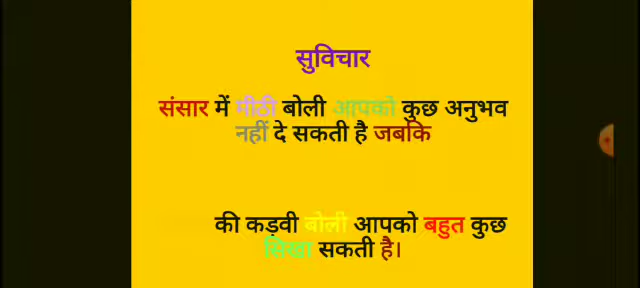 सुविचार
संसार में मीठी बोली आपको कुछ अनुभव
नहीं दे सकती है जबकि
की कड़वी बोली आपको बहुत कुछ
सिखा सकती है।